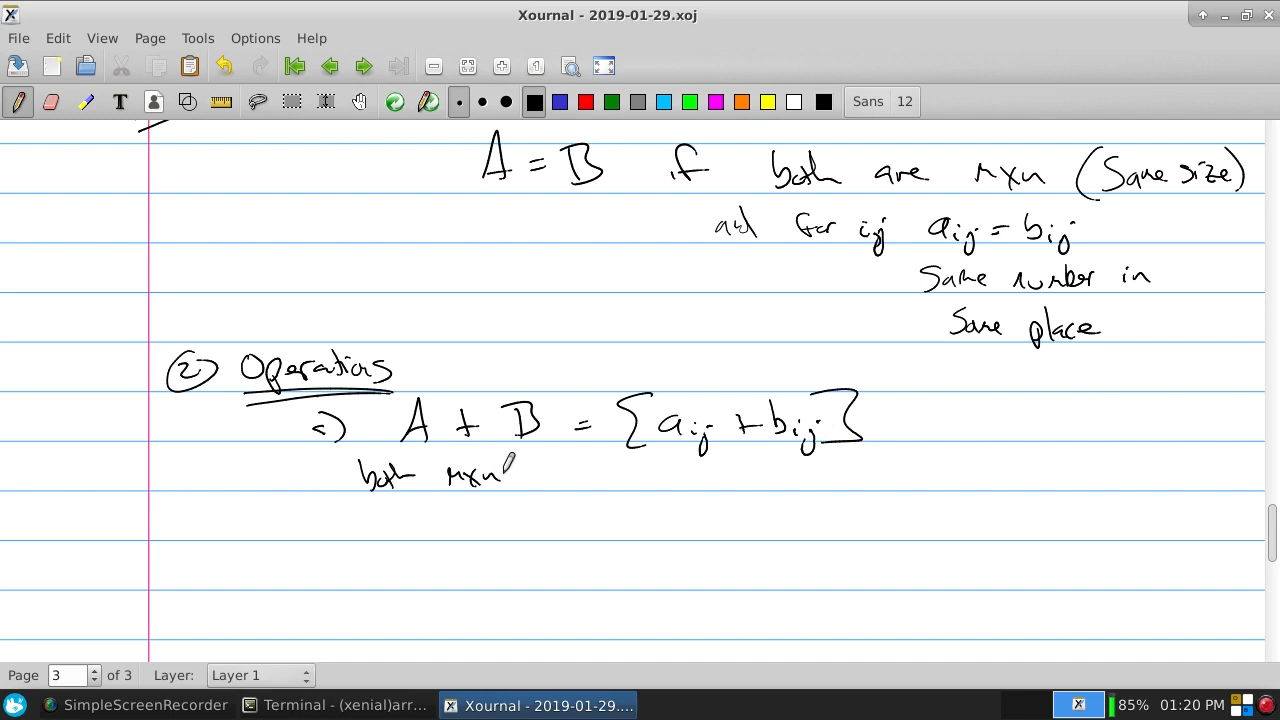 Xournal - 2019-01-29.xoj
File Edit View Page Tools Options Help
Sans 12
A = B if both are mxn (Same size)
and for ij aij = bij
Same number in
Same place
② Operations
a) A + B = [aij + bij]
both mxn
Page 3 of 3 Layer: Layer 1
SimpleScreenRecorder Terminal - (xenial)arr... Xournal - 2019-01-29.... 85% 01:20 PM